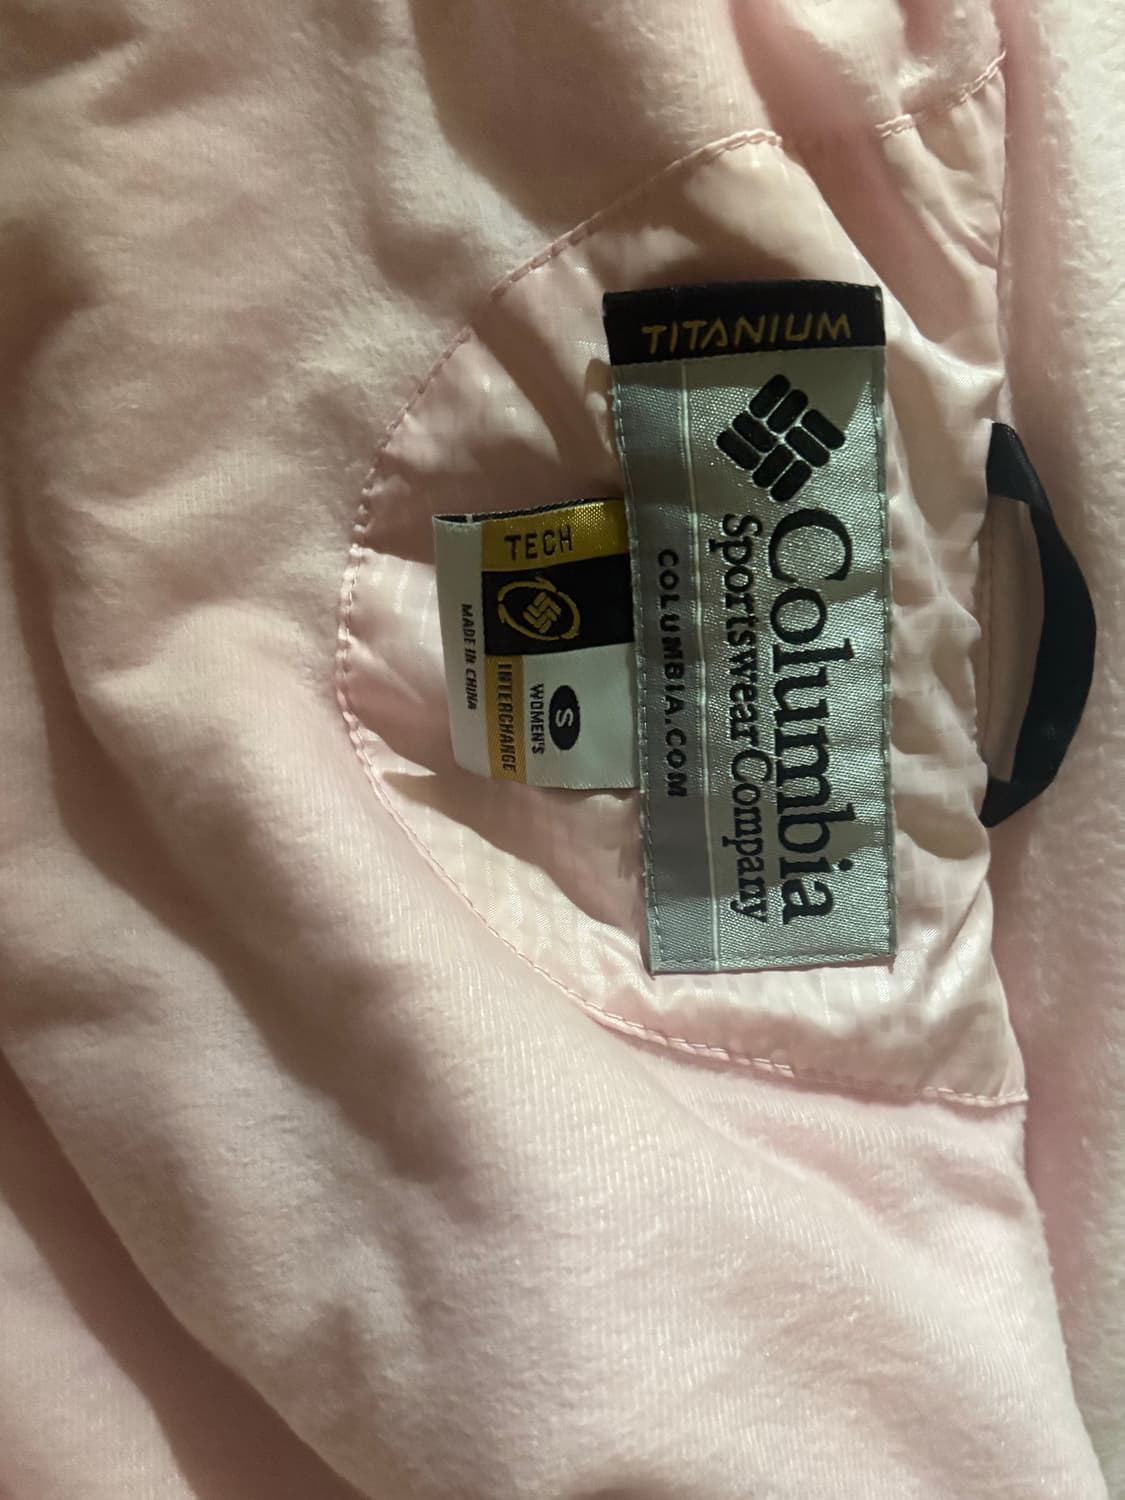 TITANIUM
Columbia
Sportswear Company
COLUMBIA.COM
TECH
S
WOMEN'S
INTERCHANGE
MADE IN CHINA